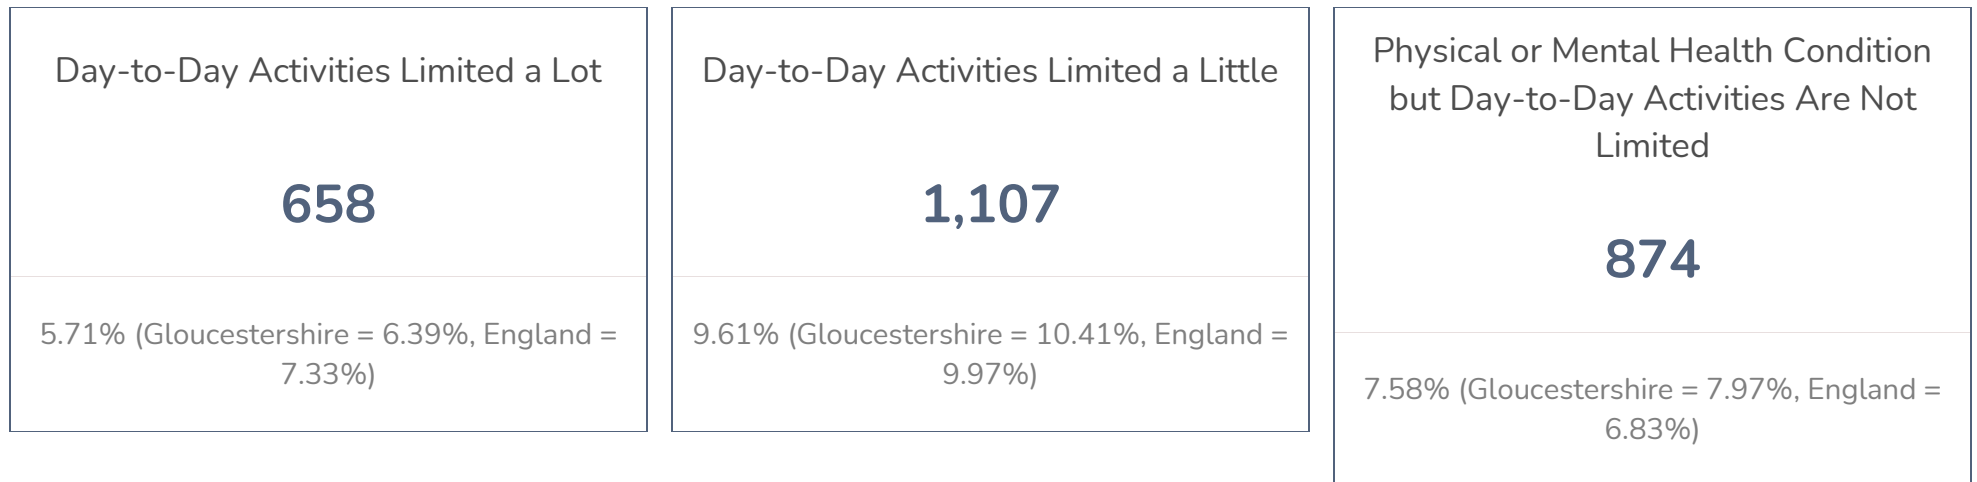 Day-to-Day Activities Limited a Lot
658
5.71% (Gloucestershire = 6.39%, England =
7.33%)
Day-to-Day Activities Limited a Little
1,107
9.61% (Gloucestershire = 10.41%, England =
9.97%)
Physical or Mental Health Condition
but Day-to-Day Activities Are Not
Limited
874
7.58% (Gloucestershire = 7.97%, England =
6.83%)